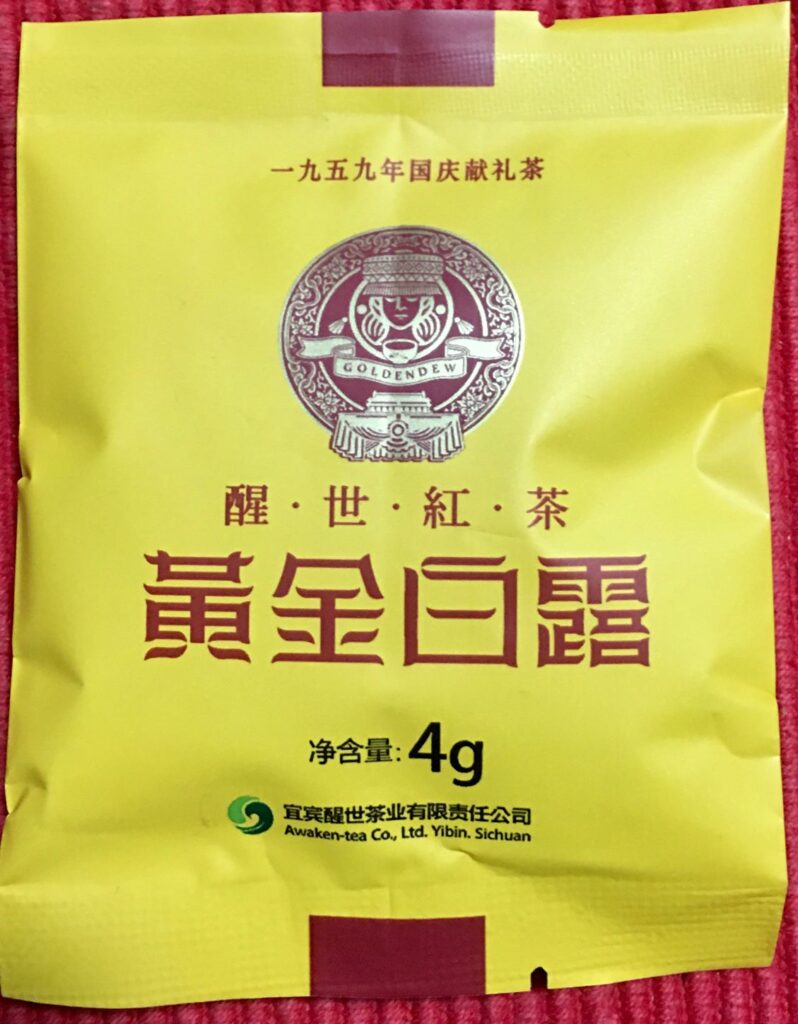 一九五九年国庆献礼茶
GOLDENDEW
醒·世·紅·茶
黃金白露
净含量:4g
宜宾醒世茶业有限责任公司
Awaken-tea Co., Ltd. Yibin. Sichuan